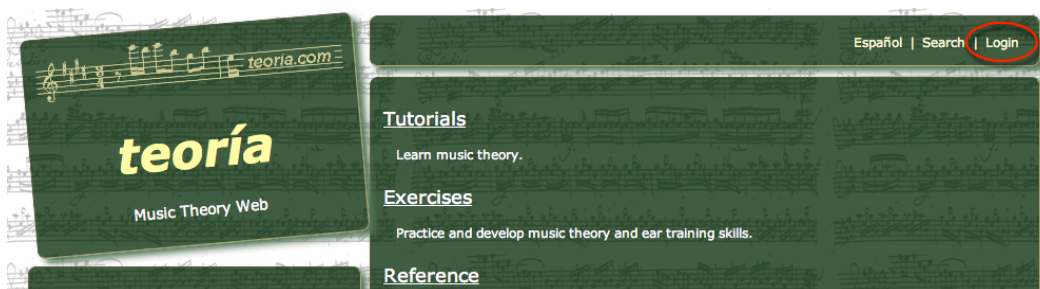 teoria.com
teoría
Music Theory Web
Español | Search | Login
Tutorials
Learn music theory.
Exercises
Practice and develop music theory and ear training skills.
Reference